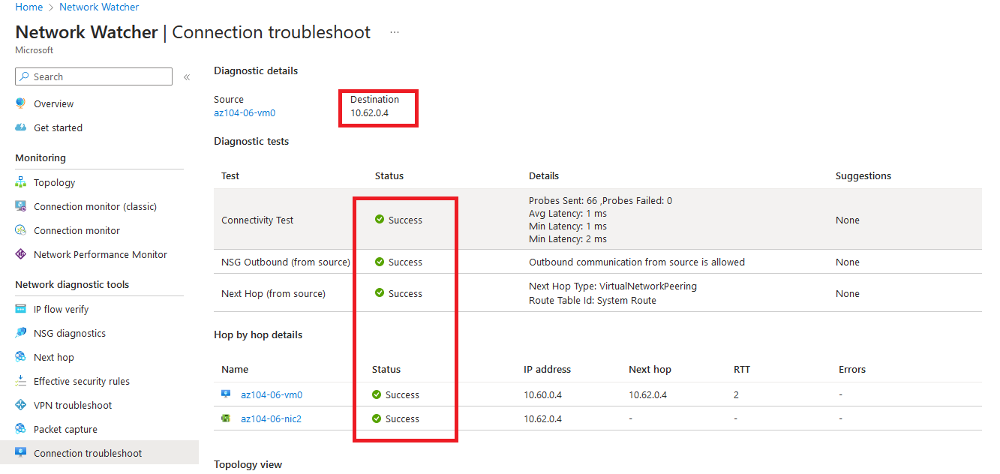 Home > Network Watcher
Network Watcher | Connection troubleshoot ...
Microsoft
Search «
Overview
Get started
Monitoring
Topology
Connection monitor (classic)
Connection monitor
Network Performance Monitor
Network diagnostic tools
IP flow verify
NSG diagnostics
Next hop
Effective security rules
VPN troubleshoot
Packet capture
Connection troubleshoot
Diagnostic details
Source Destination
az104-06-vm0 10.62.0.4
Diagnostic tests
Test Status Details Suggestions
Connectivity Test Success Probes Sent: 66 ,Probes Failed: 0
Avg Latency: 1 ms
Min Latency: 1 ms
Min Latency: 2 ms
None
NSG Outbound (from source) Success Outbound communication from source is allowed None
Next Hop (from source) Success Next Hop Type: VirtualNetworkPeering
Route Table Id: System Route
None
Hop by hop details
Name Status IP address Next hop RTT Errors
az104-06-vm0 Success 10.60.0.4 10.62.0.4 2 -
az104-06-nic2 Success 10.62.0.4 - - -
Topology view